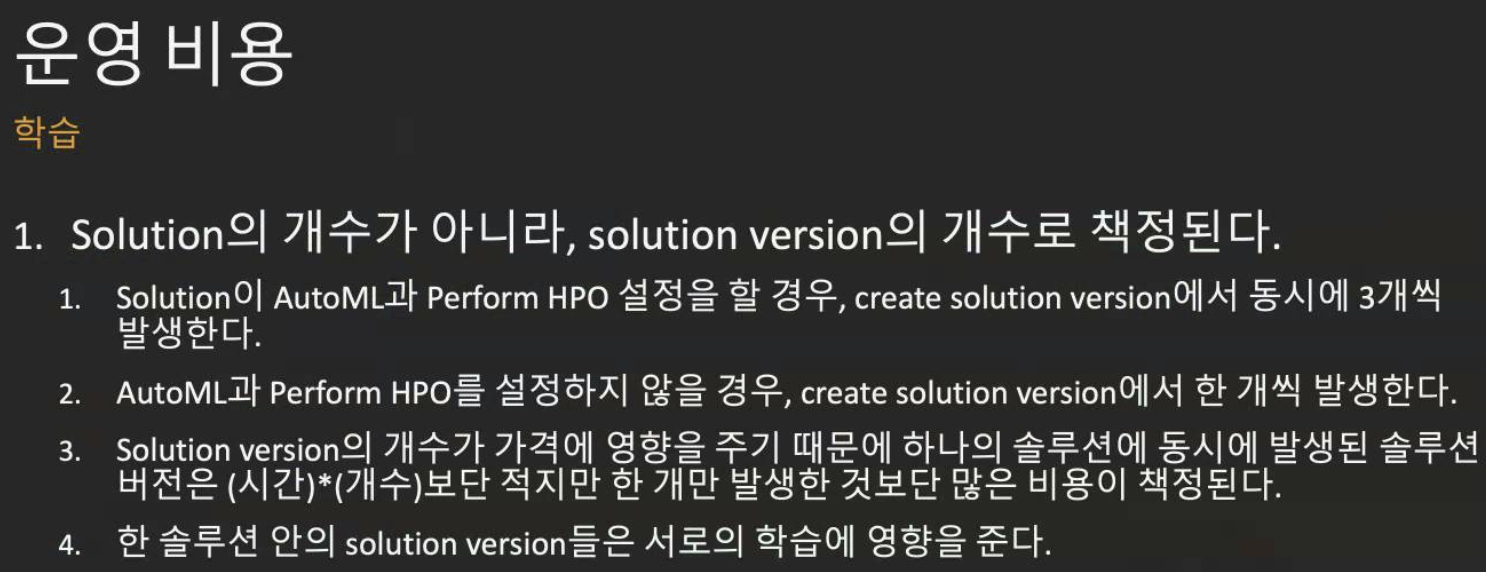 운영 비용
학습
1. Solution의 개수가 아니라, solution version의 개수로 책정된다.
1. Solution이 AutoML과 Perform HPO 설정을 할 경우, create solution version에서 동시에 3개씩
발생한다.
2. AutoML과 Perform HPO를 설정하지 않을 경우, create solution version에서 한 개씩 발생한다.
3. Solution version의 개수가 가격에 영향을 주기 때문에 하나의 솔루션에 동시에 발생된 솔루션
버전은 (시간)*(개수)보단 적지만 한 개만 발생한 것보단 많은 비용이 책정된다.
4. 한 솔루션 안의 solution version들은 서로의 학습에 영향을 준다.